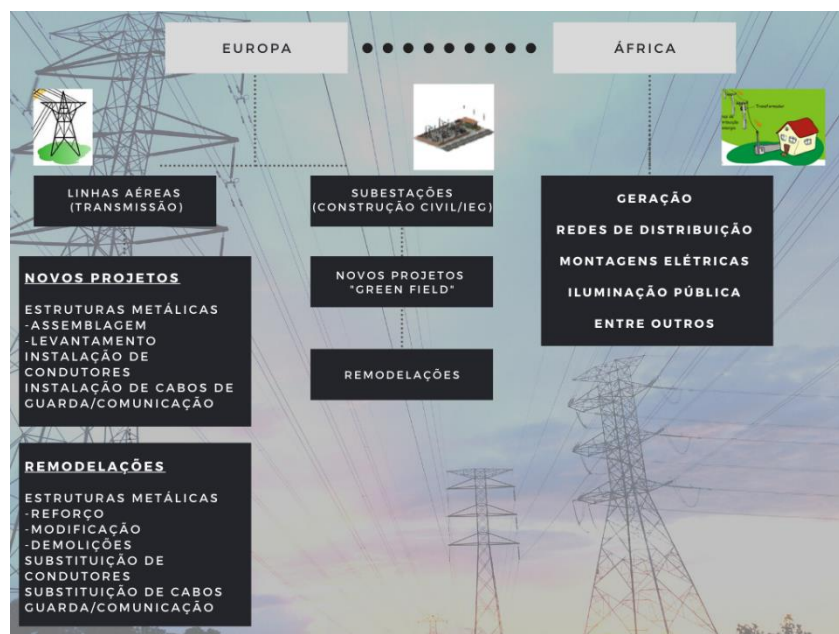 EUROPA
ÁFRICA
Transformador
LINHAS AÉREAS
(TRANSMISSÃO)
SUBESTAÇÕES
(CONSTRUÇÃO CIVIL/IEG)
GERAÇÃO
REDES DE DISTRIBUIÇÃO
MONTAGENS ELÉTRICAS
ILUMINAÇÃO PÚBLICA
ENTRE OUTROS
NOVOS PROJETOS
ESTRUTURAS METÁLICAS
-ASSEMBLAGEM
-LEVANTAMENTO
INSTALAÇÃO DE
CONDUTORES
INSTALAÇÃO DE CABOS DE
GUARDA/COMUNICAÇÃO
NOVOS PROJETOS
"GREEN FIELD"
REMODELAÇÕES
REMODELAÇÕES
ESTRUTURAS METÁLICAS
-REFORÇO
-MODIFICAÇÃO
-DEMOLIÇÕES
SUBSTITUIÇÃO DE
CONDUTORES
SUBSTITUIÇÃO DE CABOS
GUARDA/COMUNICAÇÃO